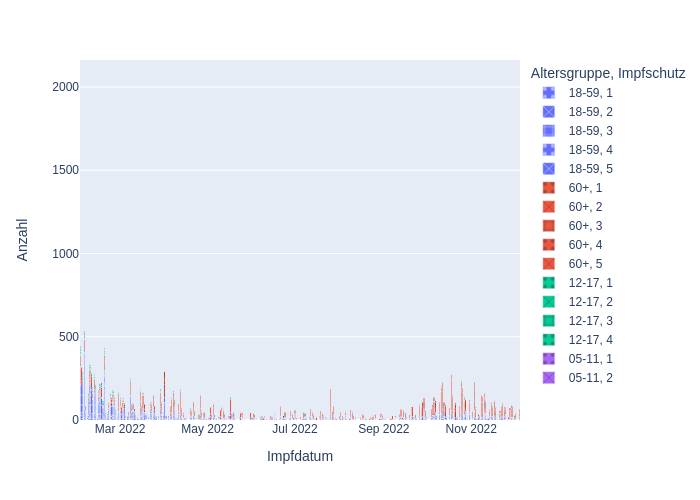 Altersgruppe, Impfschutz
18-59, 1
18-59, 2
18-59, 3
18-59, 4
18-59, 5
60+, 1
60+, 2
60+, 3
60+, 4
60+, 5
12-17, 1
12-17, 2
12-17, 3
12-17, 4
05-11, 1
05-11, 2
Anzahl
2000
1500
1000
500
0
Mar 2022
May 2022
Jul 2022
Sep 2022
Nov 2022
Impfdatum